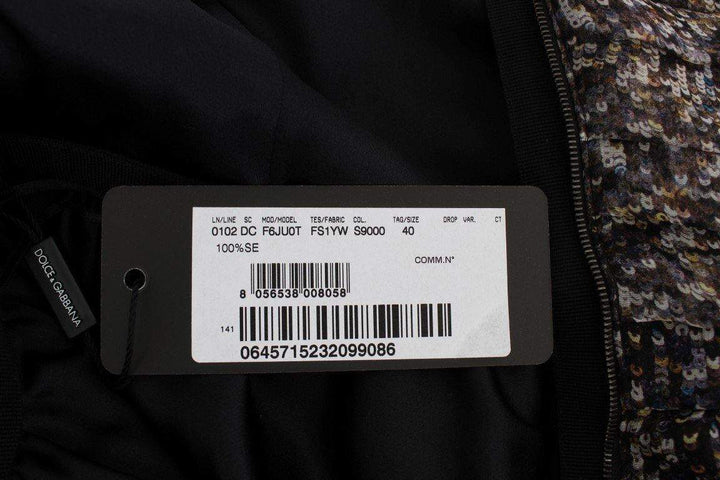 LN/LINE SC MOD/MODEL TES/FABRIC COL. TAG/SIZE DROP VAR. CT
0102 DC F6JU0T FS1YW S9000 40
100%SE
COMM.N°
8 056538 008058
141
0645715232099086
DOLCE & GABBANA